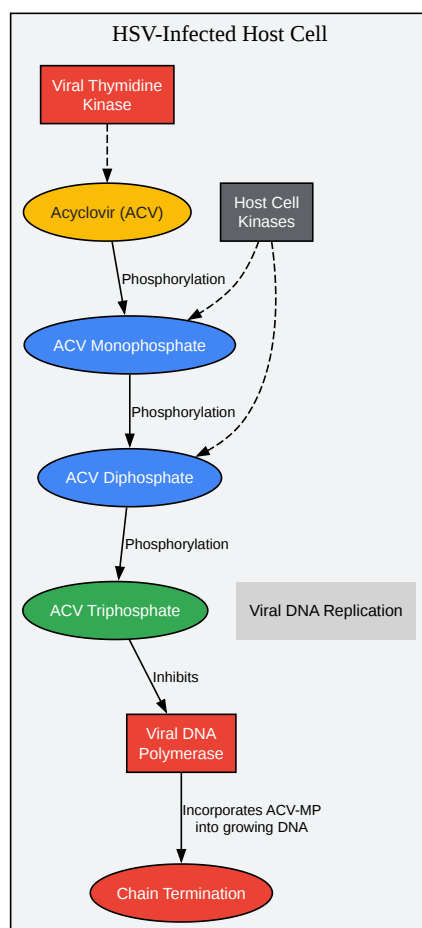 HSV-Infected Host Cell
Viral Thymidine
Kinase
Acyclovir (ACV)
Host Cell
Kinases
Phosphorylation
ACV Monophosphate
Phosphorylation
ACV Diphosphate
Phosphorylation
ACV Triphosphate
Viral DNA Replication
Inhibits
Viral DNA
Polymerase
Incorporates ACV-MP
into growing DNA
Chain Termination